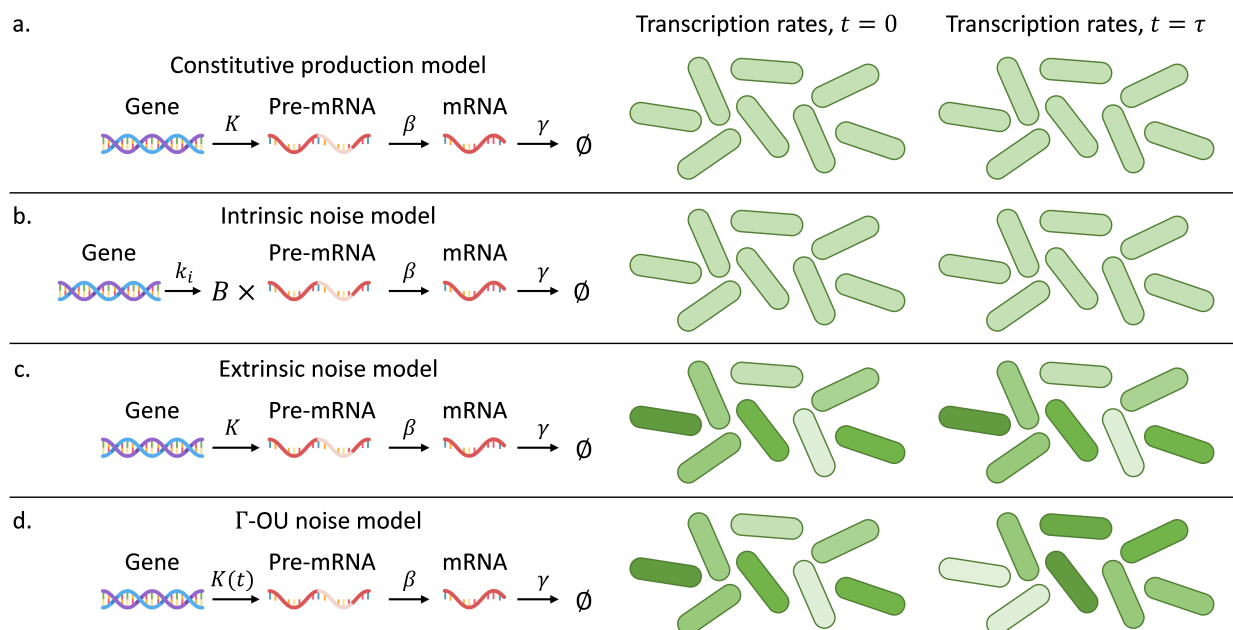 a.
Transcription rates, t = 0
Transcription rates, t = τ
Constitutive production model
Gene
Pre-mRNA
mRNA
K
β
γ
∅
b.
Intrinsic noise model
Gene
Pre-mRNA
mRNA
k_i
B ×
β
γ
∅
c.
Extrinsic noise model
Gene
Pre-mRNA
mRNA
K
β
γ
∅
d.
Γ-OU noise model
Gene
Pre-mRNA
mRNA
K(t)
β
γ
∅